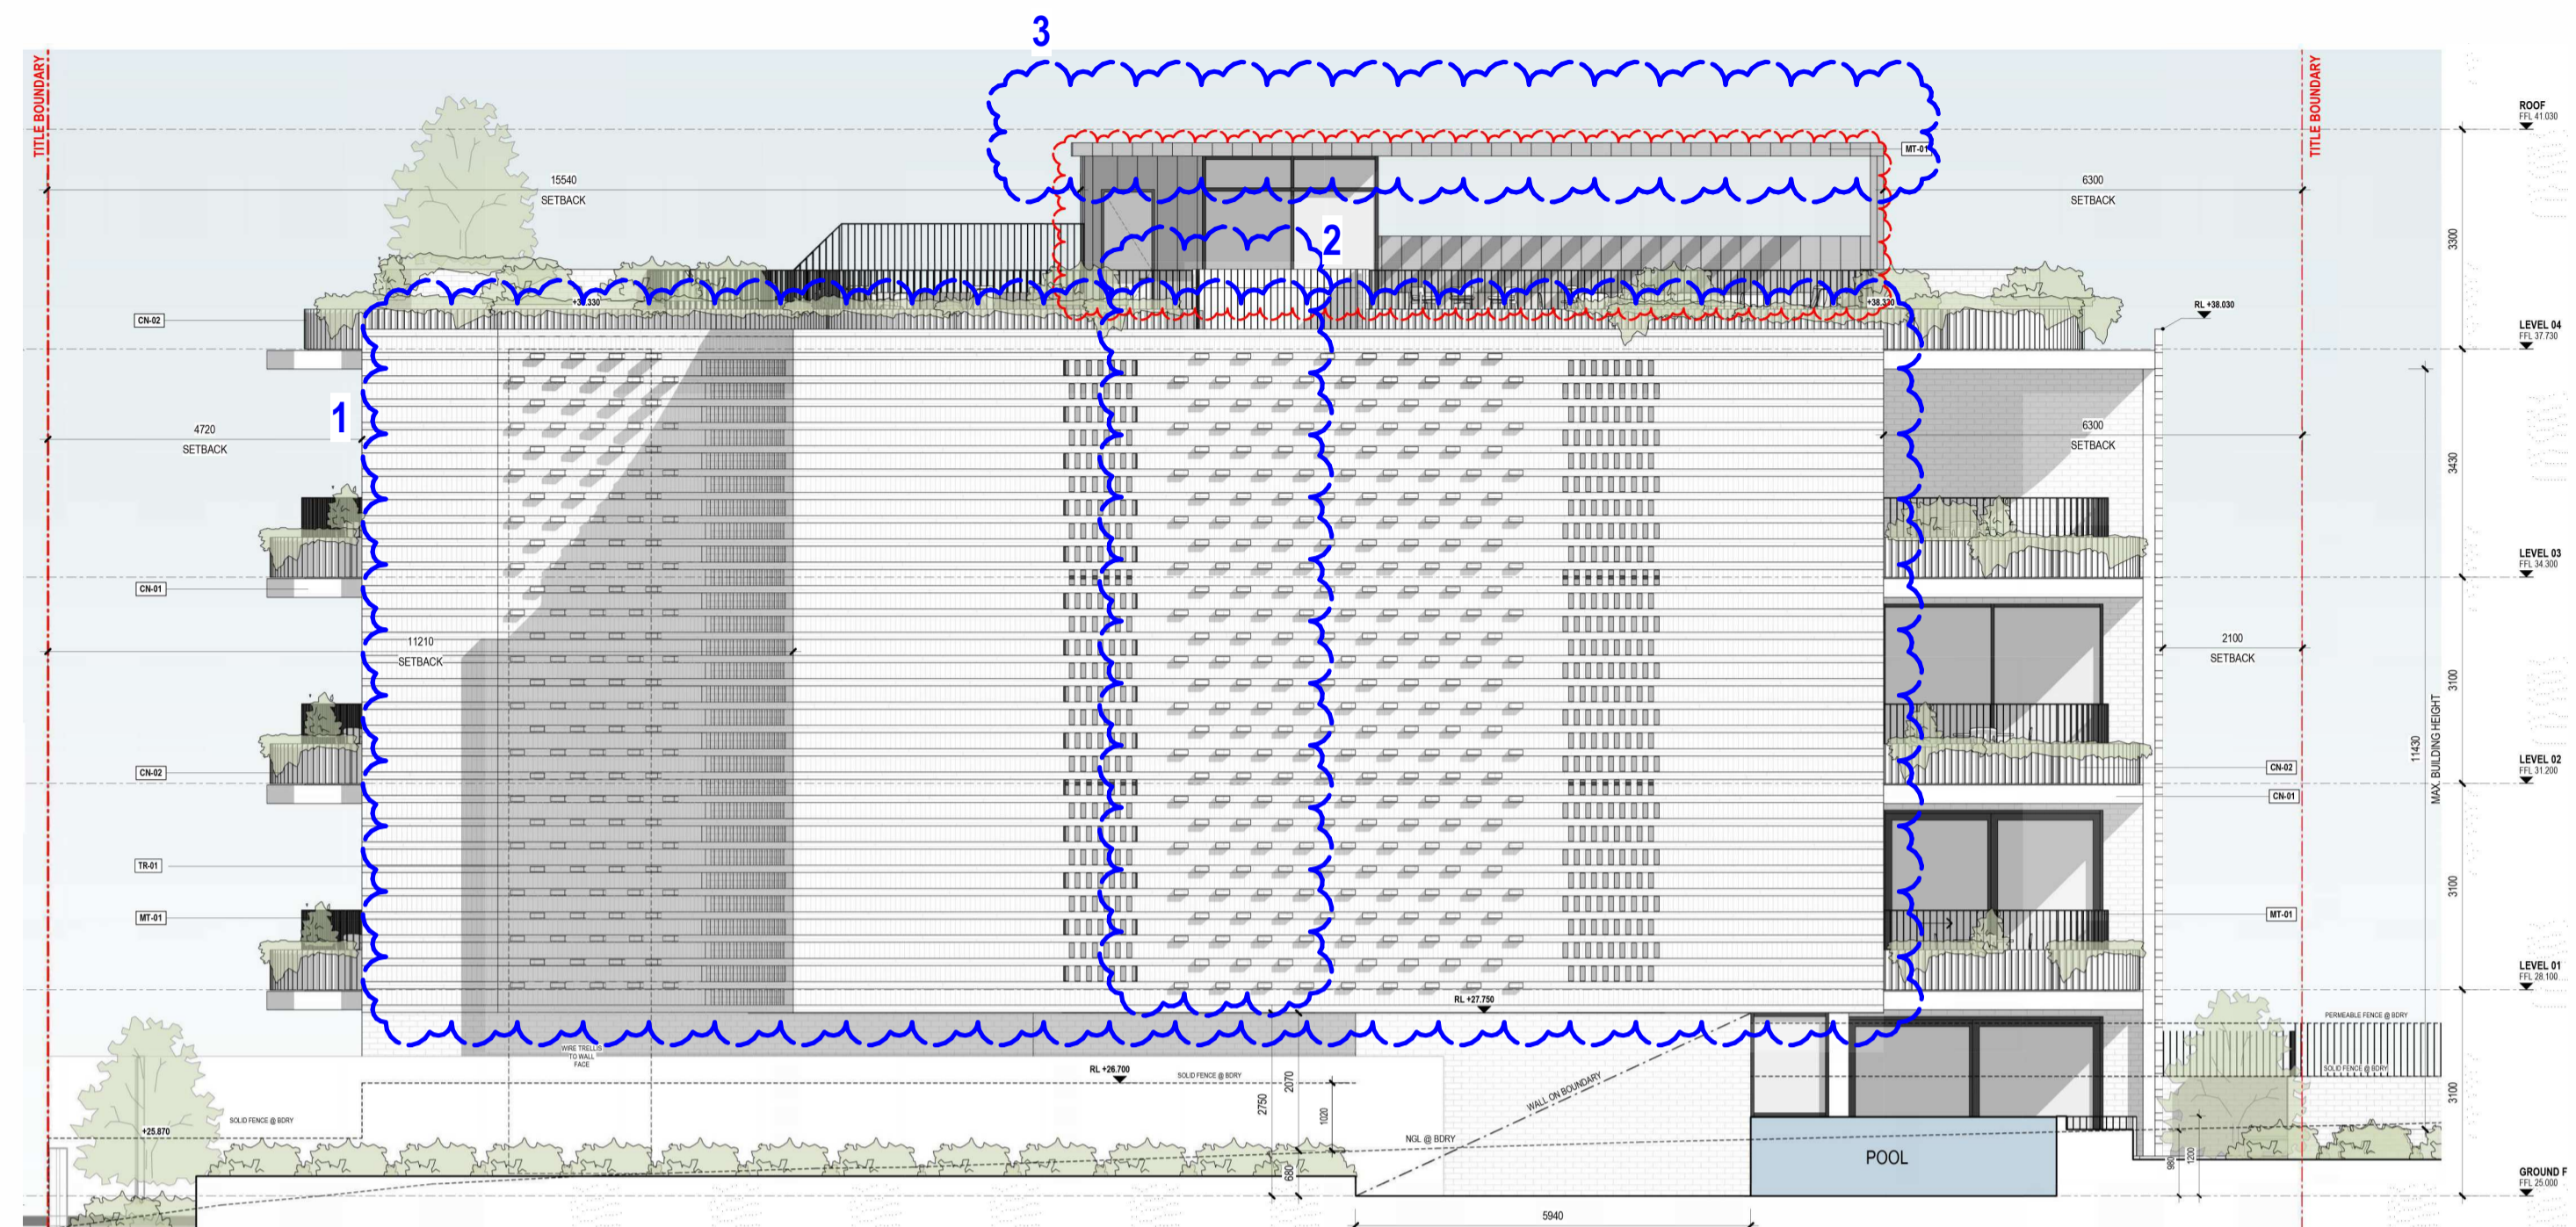 3
TITLE BOUNDARY
TITLE BOUNDARY
ROOF
FFL 41.030
MT-01
15540
SETBACK
6300
SETBACK
3300
2
+38.330
RL +38.030
CN-02
LEVEL 04
FFL 37.730
1
4720
SETBACK
6300
SETBACK
3430
LEVEL 03
FFL 34.300
CN-01
11210
SETBACK
2100
SETBACK
3100
11430
MAX. BUILDING HEIGHT
LEVEL 02
FFL 31.200
CN-02
CN-02
CN-01
TR-01
3100
MT-01
MT-01
LEVEL 01
FFL 28.100
RL +27.750
PERMEABLE FENCE @ BDRY
WIRE TRELLIS
TO WALL
FACE
RL +26.700
SOLID FENCE @ BDRY
SOLID FENCE @ BDRY
2070
2750
1020
WALL ON BOUNDARY
3100
SOLID FENCE @ BDRY
+25.870
NGL @ BDRY
680
POOL
980
1200
GROUND F
FFL 25.000
5940